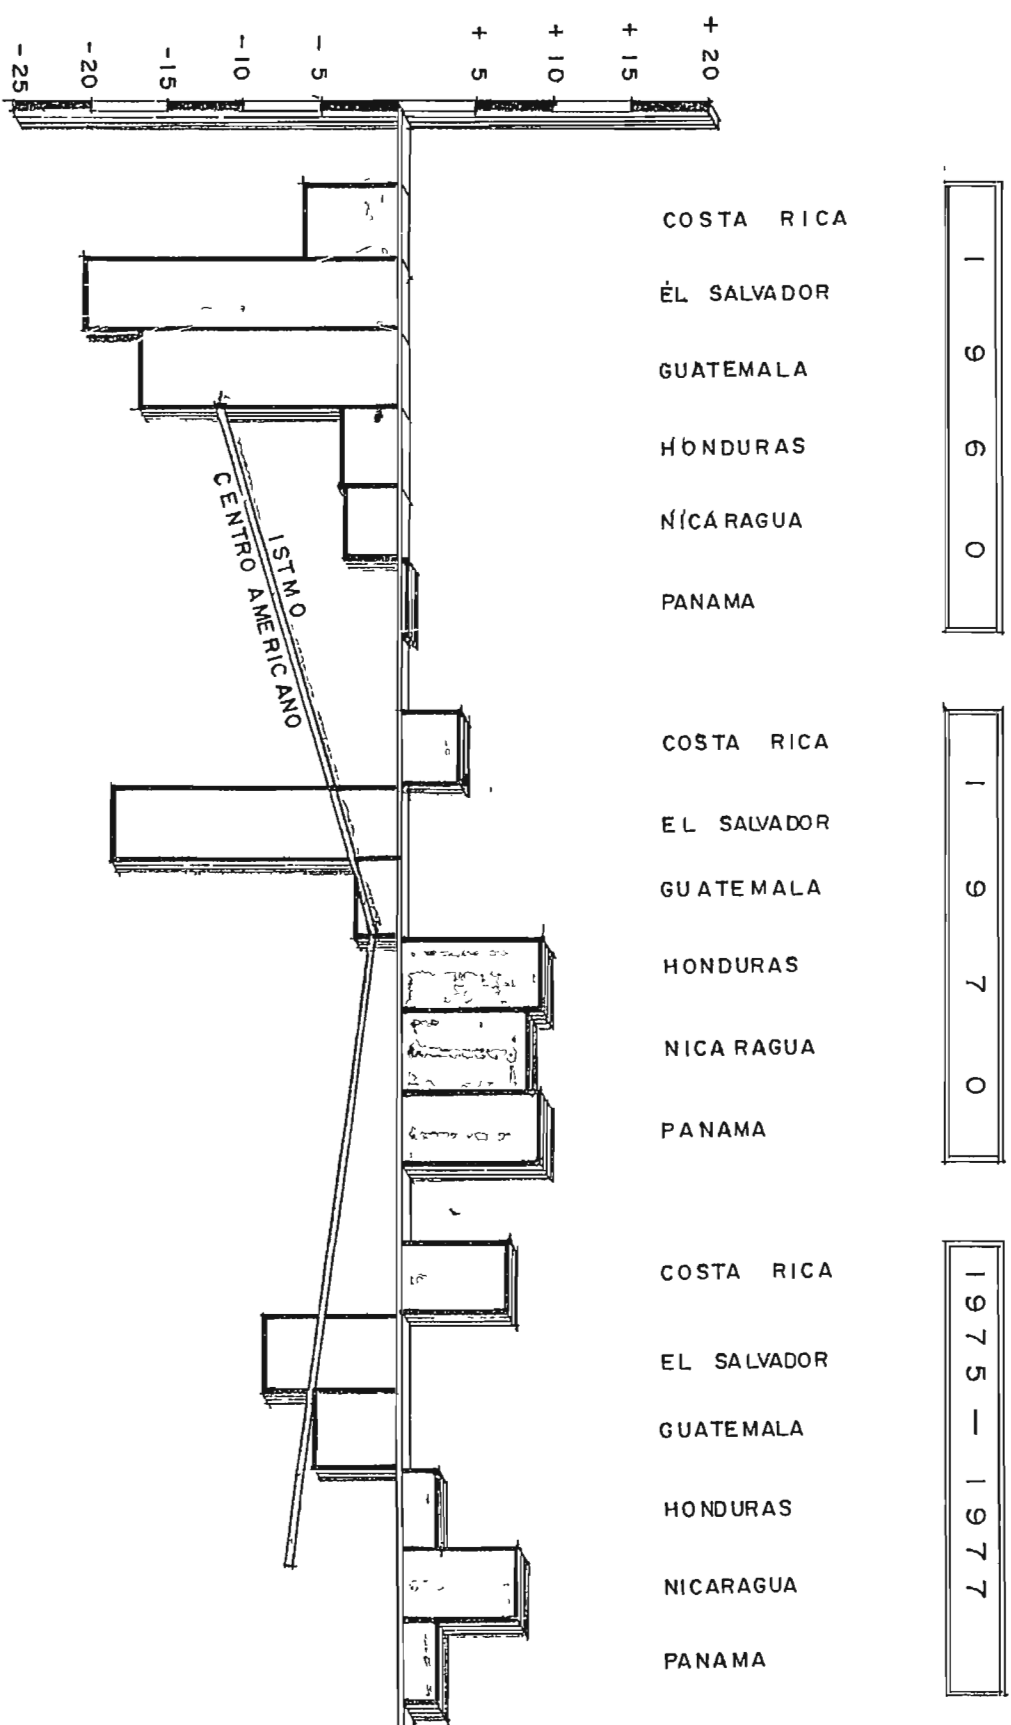 + 20
+ 15
+ 10
+ 5
- 5
- 10
- 15
- 20
- 25
1960
COSTA RICA
EL SALVADOR
GUATEMALA
HONDURAS
NICARAGUA
PANAMA
ISTMO
CENTRO AMERICANO
1970
COSTA RICA
EL SALVADOR
GUATEMALA
HONDURAS
NICARAGUA
PANAMA
1975 — 1977
COSTA RICA
EL SALVADOR
GUATEMALA
HONDURAS
NICARAGUA
PANAMA